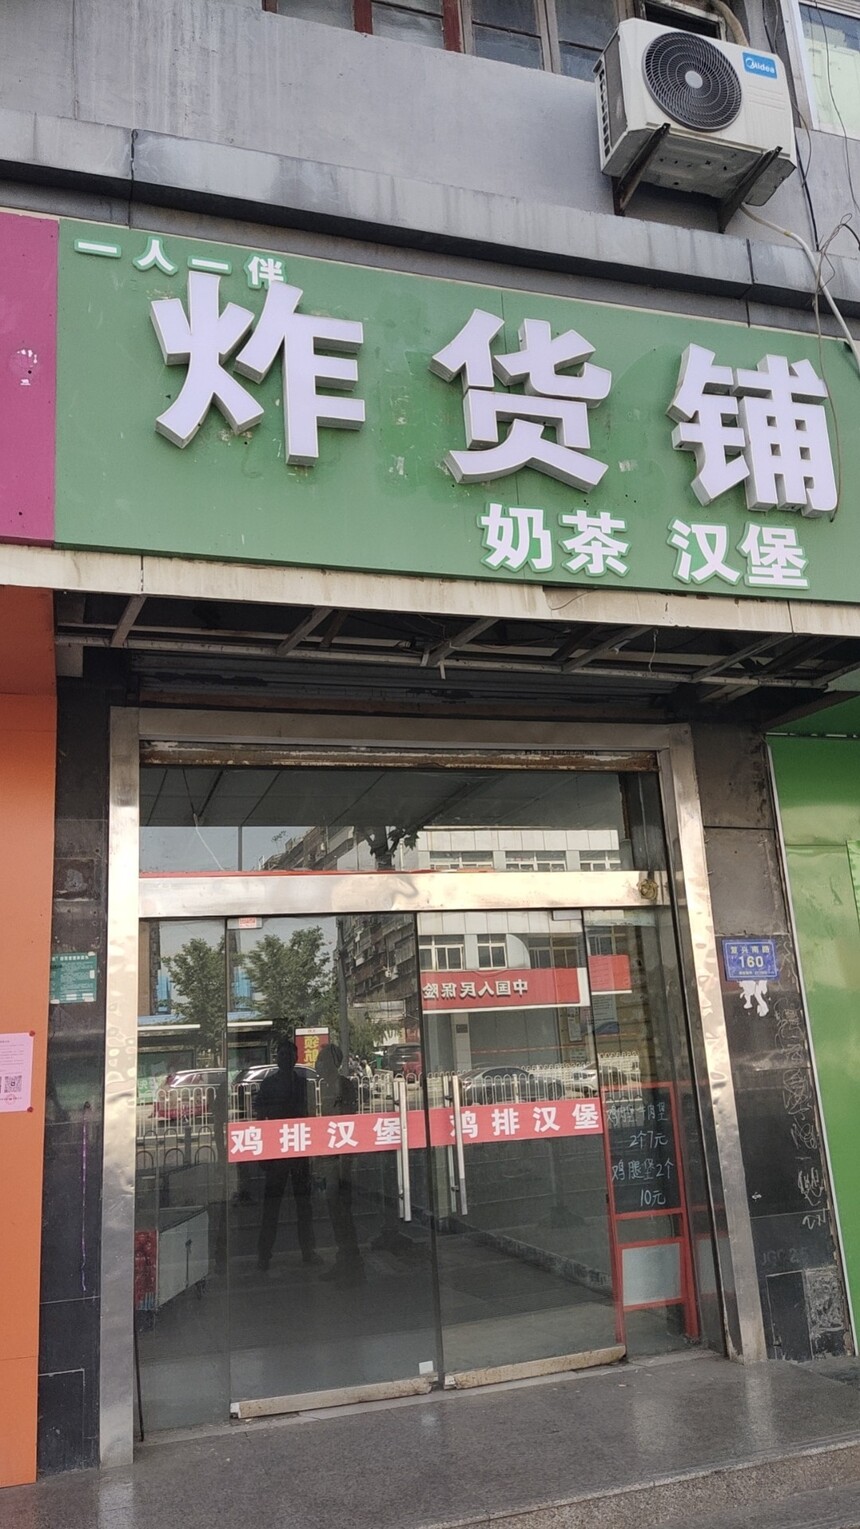 Midea
一人一伴
炸货铺
奶茶 汉堡
160
中国人民保险
领航
鸡排汉堡 鸡排汉堡
2个7元
鸡腿堡2个
10元